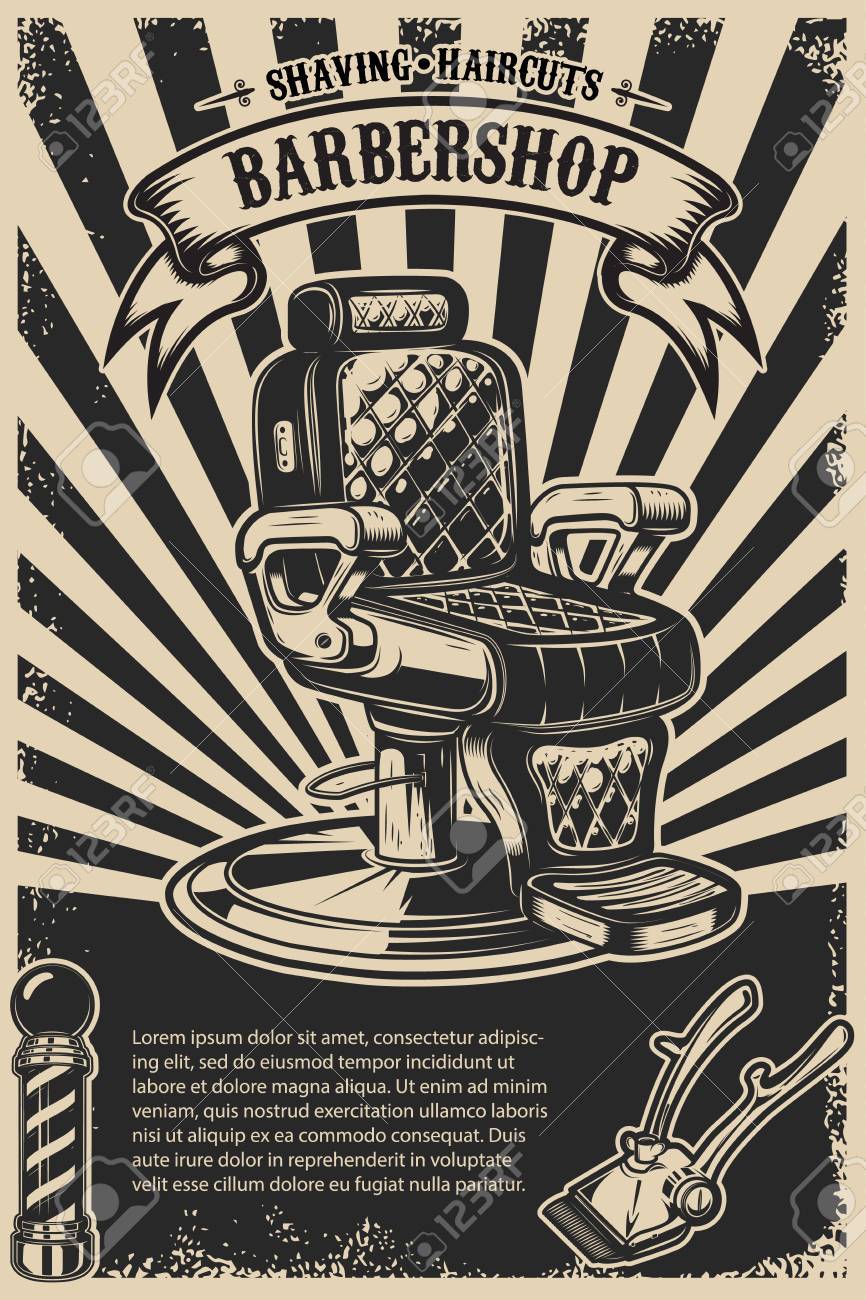 SHAVING•HAIRCUTS
BARBERSHOP
Lorem ipsum dolor sit amet, consectetur adipisc-
ing elit, sed do eiusmod tempor incididunt ut
labore et dolore magna aliqua. Ut enim ad minim
veniam, quis nostrud exercitation ullamco laboris
nisi ut aliquip ex ea commodo consequat. Duis
aute irure dolor in reprehenderit in voluptate
velit esse cillum dolore eu fugiat nulla pariatur.
123RF